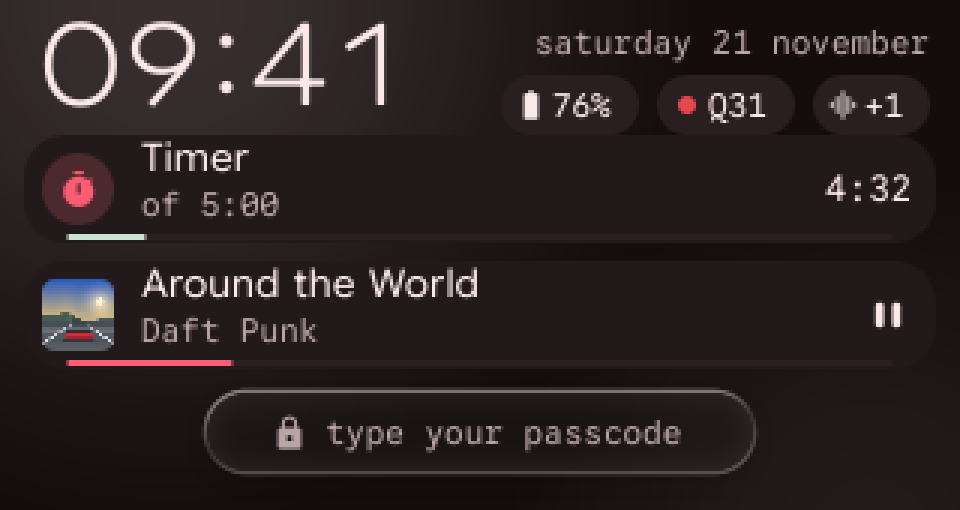 09:41
saturday 21 november
76% Q31 +1
Timer
of 5:00
4:32
Around the World
Daft Punk
type your passcode